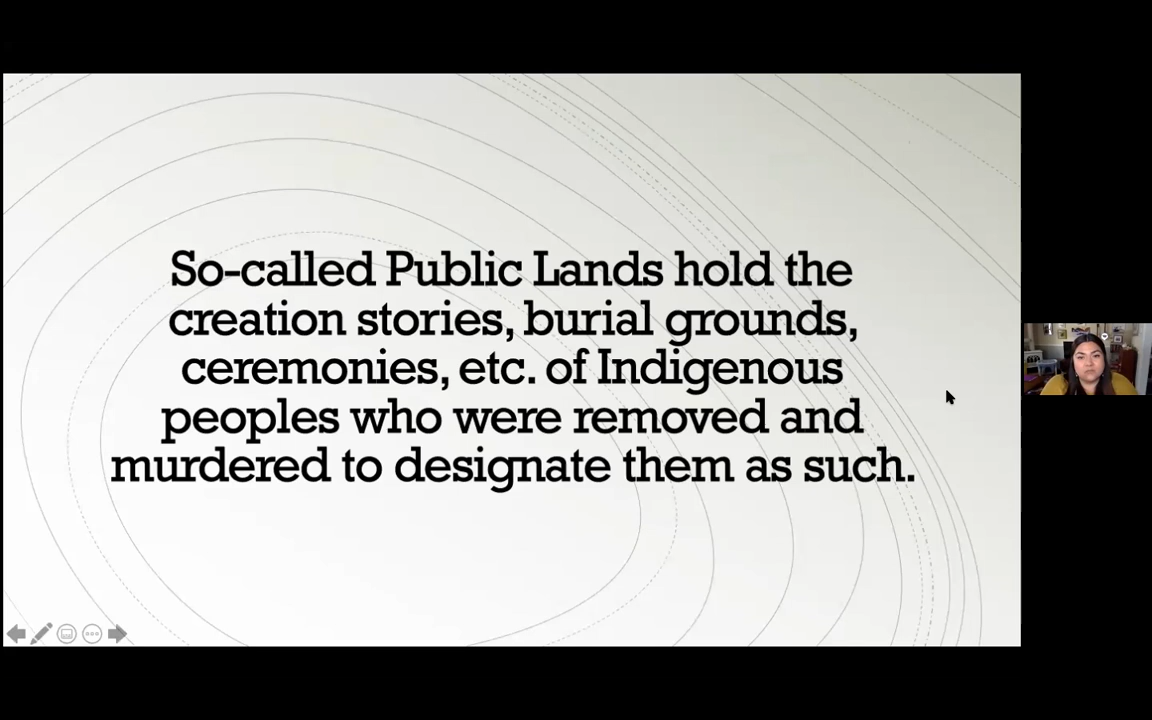 So-called Public Lands hold the
creation stories, burial grounds,
ceremonies, etc. of Indigenous
peoples who were removed and
murdered to designate them as such.